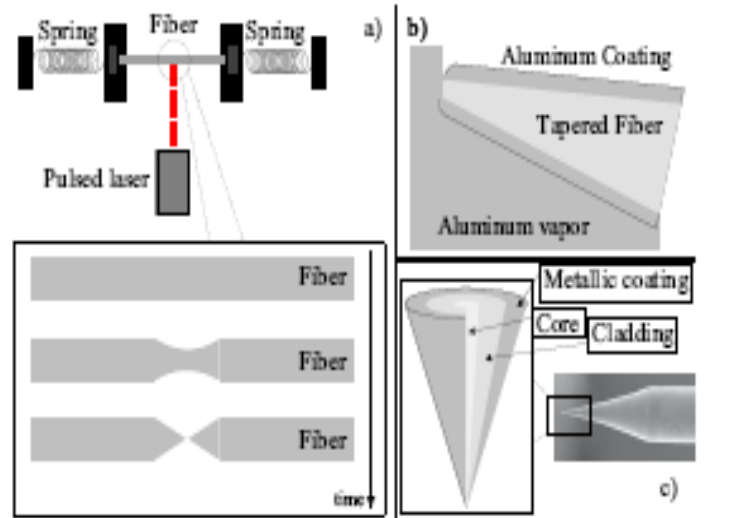 Spring
Fiber
Spring
a)
Pulsed laser
Fiber
Fiber
Fiber
time
b)
Aluminum Coating
Tapered Fiber
Aluminum vapor
Metallic coating
Core
Cladding
c)